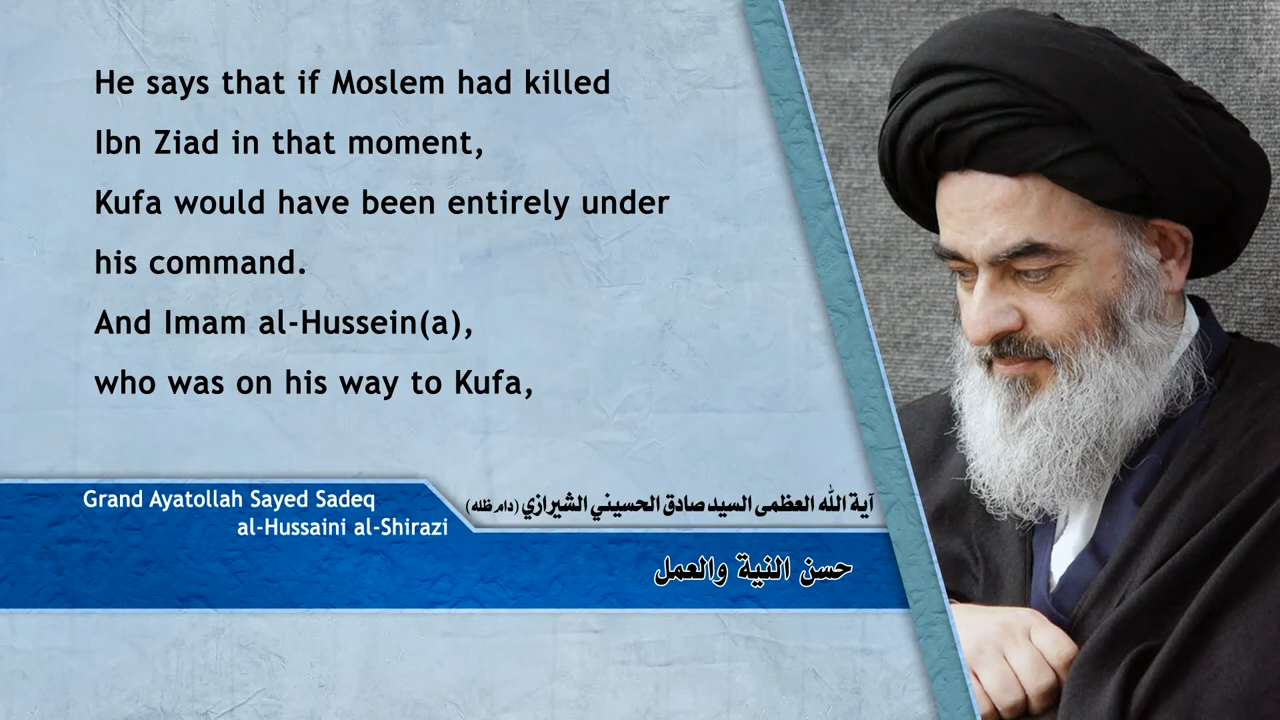 He says that if Moslem had killed
Ibn Ziad in that moment,
Kufa would have been entirely under
his command.
And Imam al-Hussein(a),
who was on his way to Kufa,
Grand Ayatollah Sayed Sadeq
al-Hussaini al-Shirazi
آية الله العظمى السيد صادق الحسيني الشيرازي (دام ظله)
حسن النية والعمل